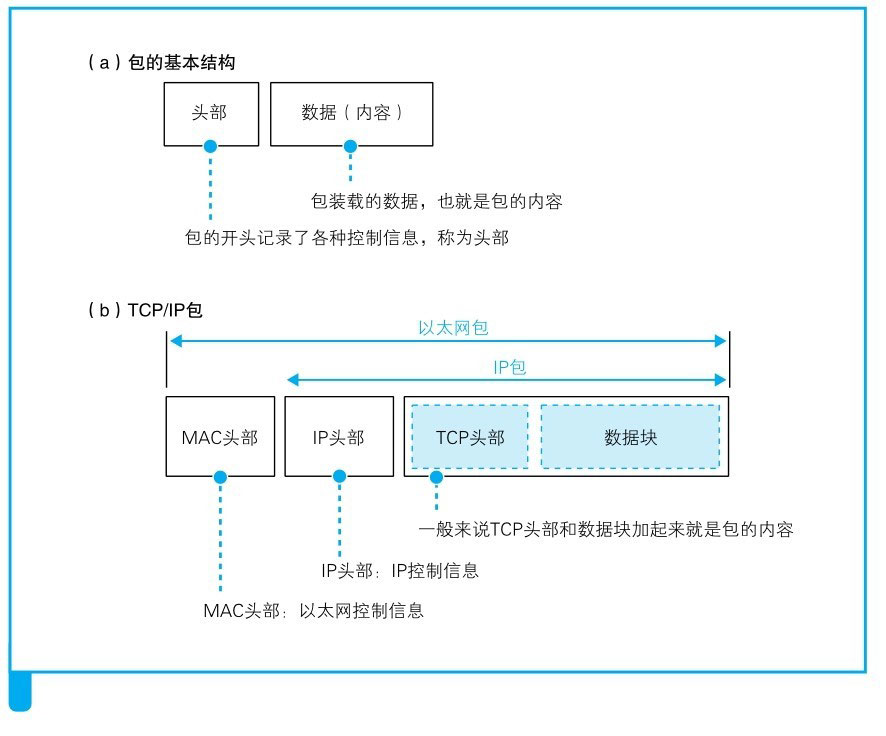 （a）包的基本结构
头部
数据（内容）
包装载的数据，也就是包的内容
包的开头记录了各种控制信息，称为头部
（b）TCP/IP包
以太网包
IP包
MAC头部
IP头部
TCP头部
数据块
一般来说TCP头部和数据块加起来就是包的内容
IP头部：IP控制信息
MAC头部：以太网控制信息